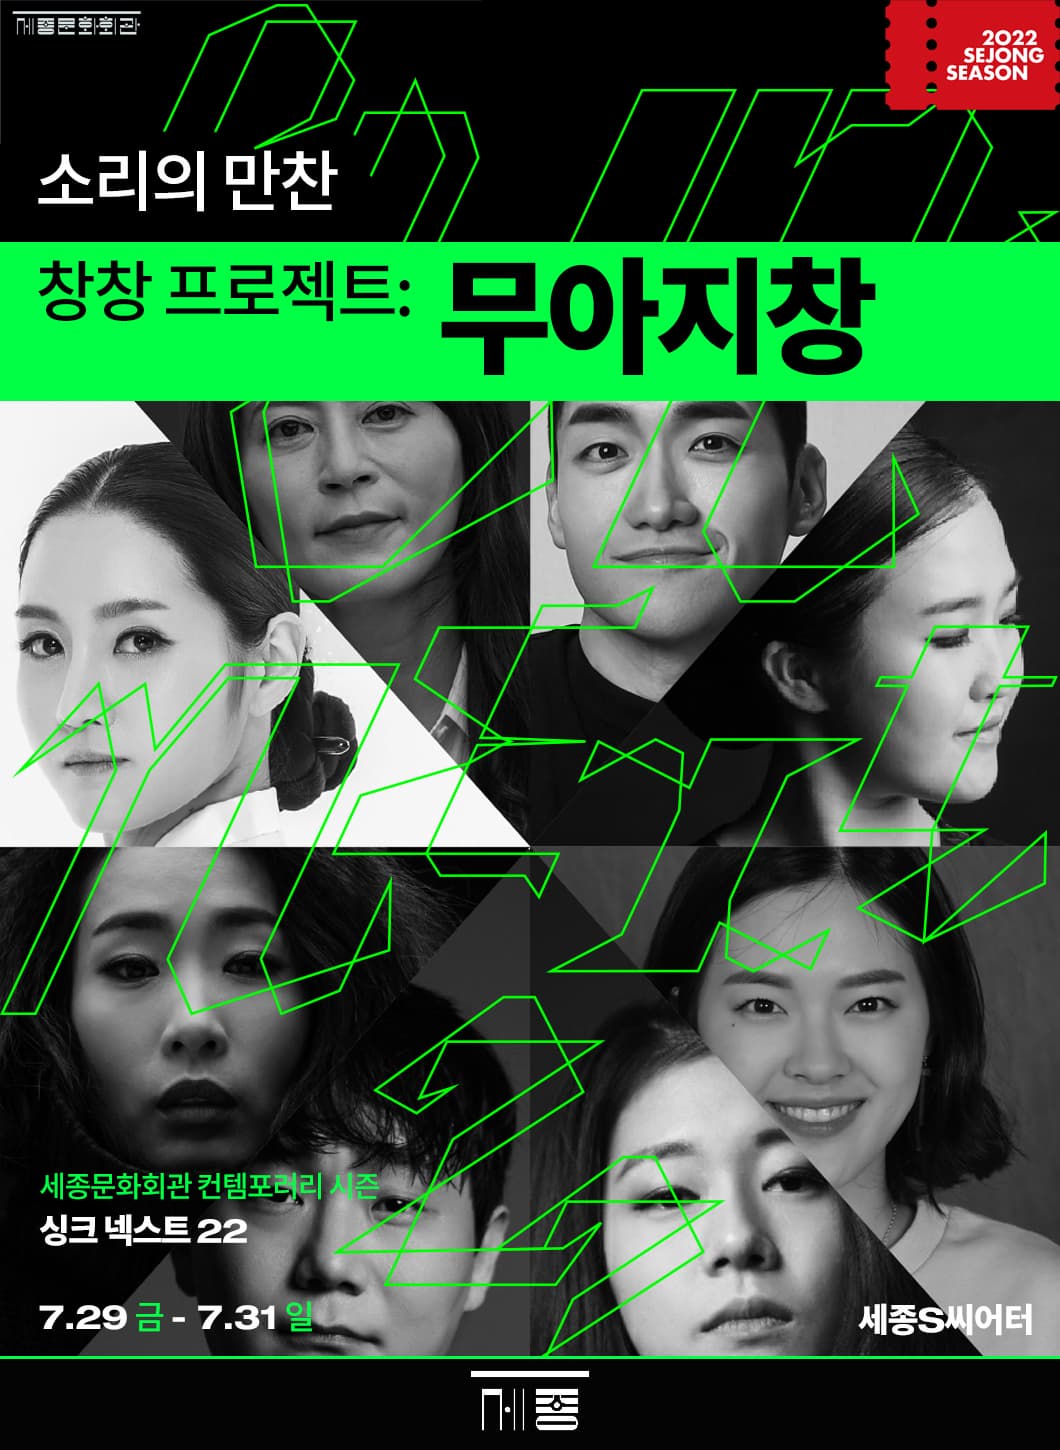 세종문화회관
2022
SEJONG
SEASON
소리의 만찬
창창 프로젝트: 무아지창
세종문화회관 컨템포러리 시즌
싱크 넥스트 22
7.29 금 - 7.31 일
세종S씨어터
세종